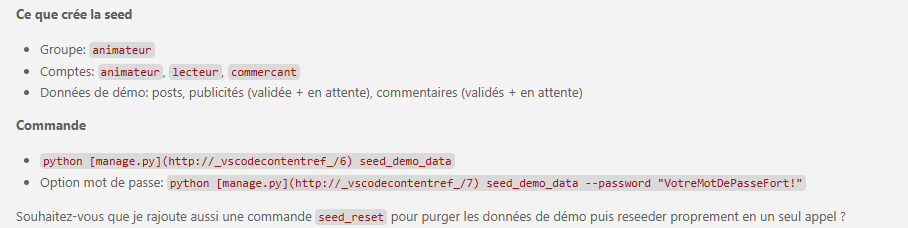 Ce que crée la seed
• Groupe: animateur
• Comptes: animateur, lecteur, commercant
• Données de démo: posts, publicités (validée + en attente), commentaires (validés + en attente)
Commande
• python [manage.py](http://_vscodecontentref_/6) seed_demo_data
• Option mot de passe: python [manage.py](http://_vscodecontentref_/7) seed_demo_data --password "VotreMotDePasseFort!"
Souhaitez-vous que je rajoute aussi une commande seed_reset pour purger les données de démo puis reseeder proprement en un seul appel ?